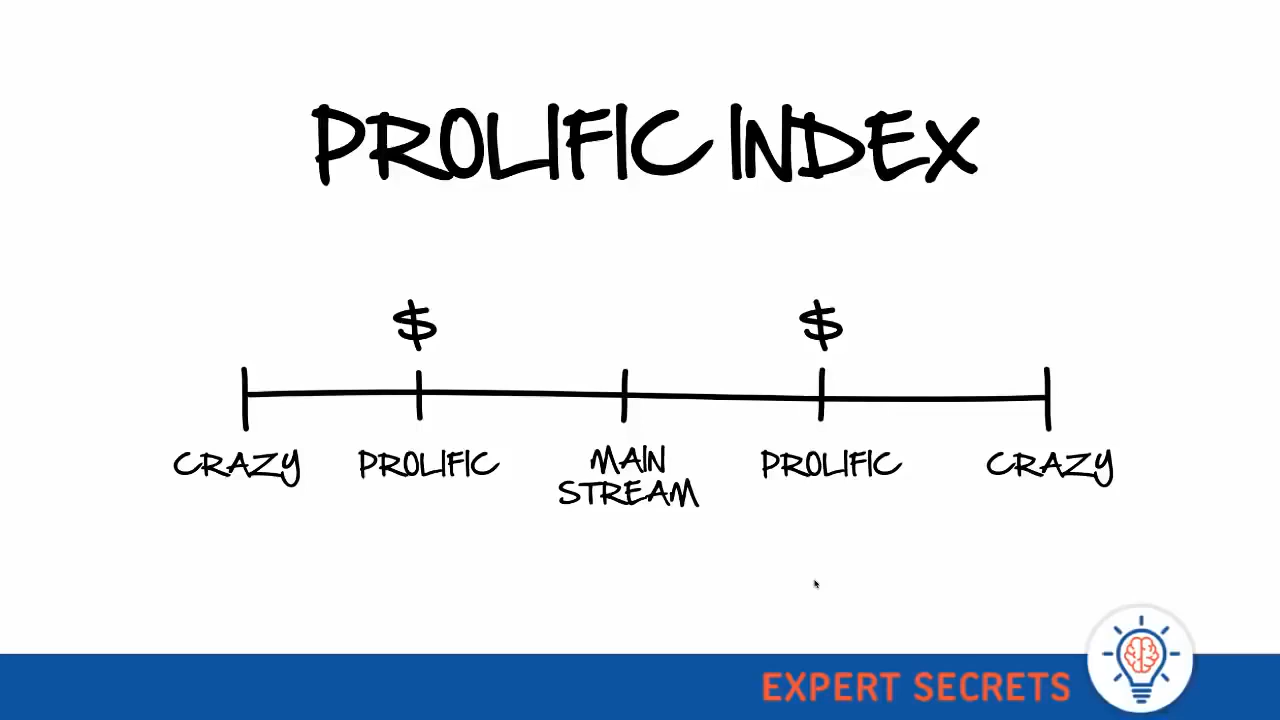 PROLIFIC INDEX
$ $
CRAZY PROLIFIC MAIN PROLIFIC CRAZY
STREAM
EXPERT SECRETS